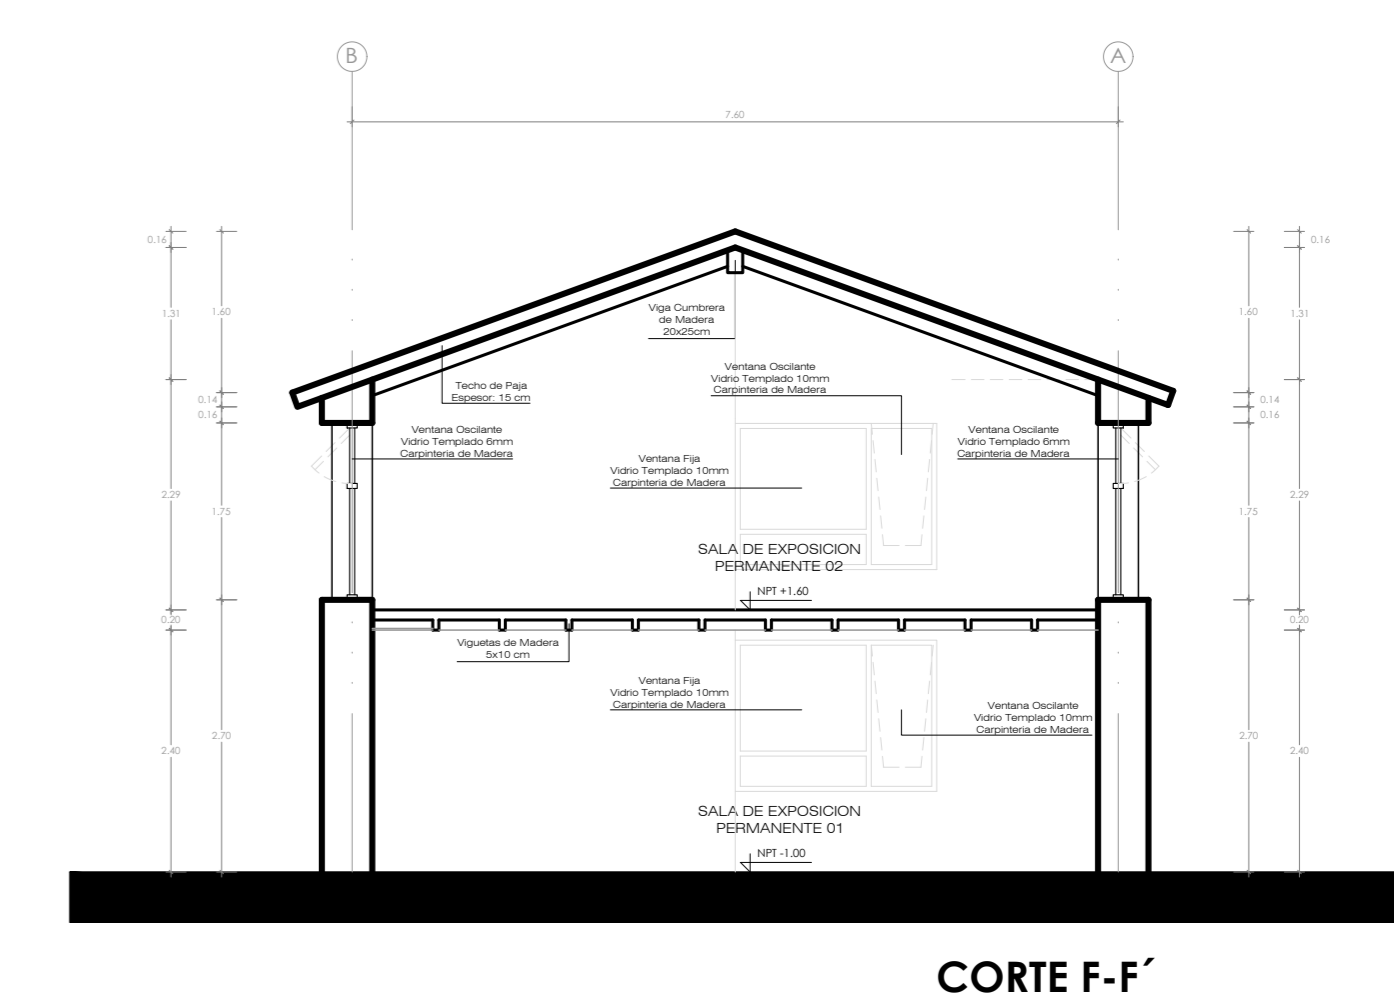 B
A
7.60
0.16
1.31
1.60
0.14
0.16
2.29
1.75
0.20
2.70
2.40
Viga Cumbrera
de Madera
20x25cm
Techo de Paja
Espesor: 15 cm
Ventana Oscilante
Vidrio Templado 10mm
Carpinteria de Madera
Ventana Oscilante
Vidrio Templado 6mm
Carpinteria de Madera
Ventana Fija
Vidrio Templado 10mm
Carpinteria de Madera
Ventana Oscilante
Vidrio Templado 6mm
Carpinteria de Madera
0.16
1.60
1.31
0.14
0.16
2.29
1.75
0.20
2.70
2.40
SALA DE EXPOSICION
PERMANENTE 02
NPT +1.60
Viguetas de Madera
5x10 cm
Ventana Fija
Vidrio Templado 10mm
Carpinteria de Madera
Ventana Oscilante
Vidrio Templado 10mm
Carpinteria de Madera
SALA DE EXPOSICION
PERMANENTE 01
NPT -1.00
CORTE F-F´